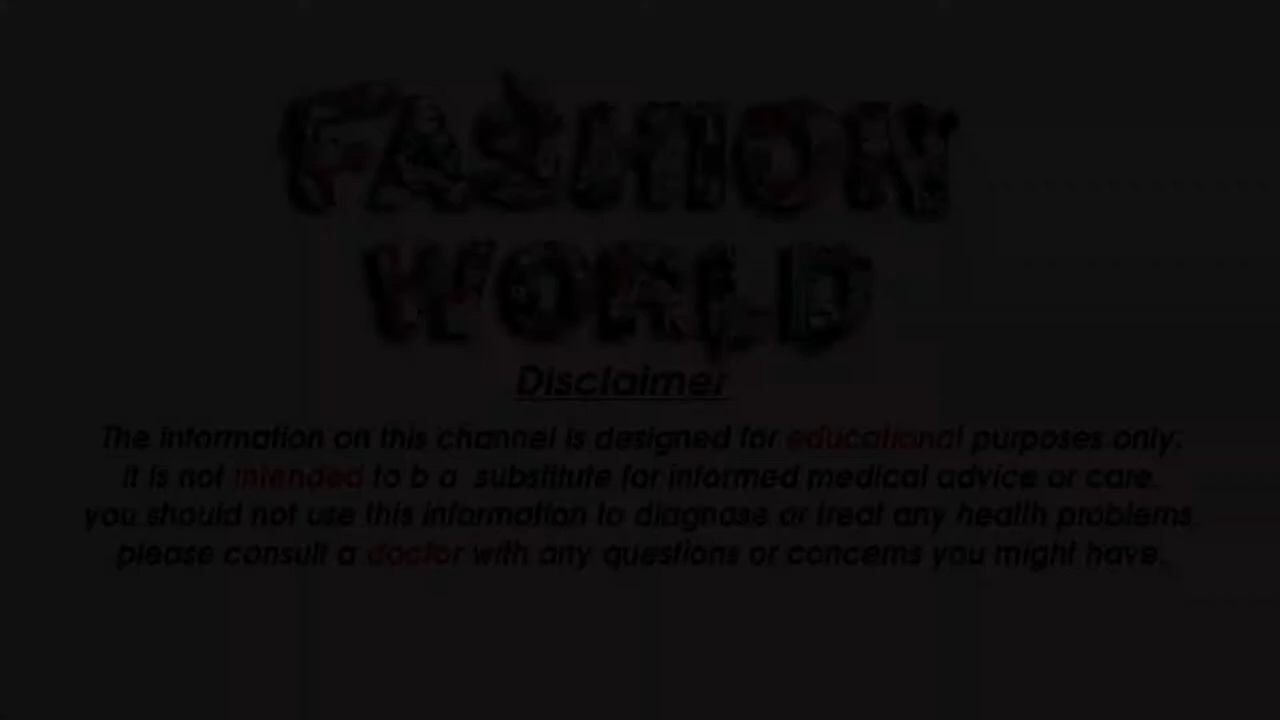 FASHION
WORLD
Disclaimer
The information on this channel is designed for educational purposes only.
it is not intended to b a substitute for informed medical advice or care.
you should not use this information to diagnose or treat any health problems
please consult a doctor with any questions or concerns you might have.